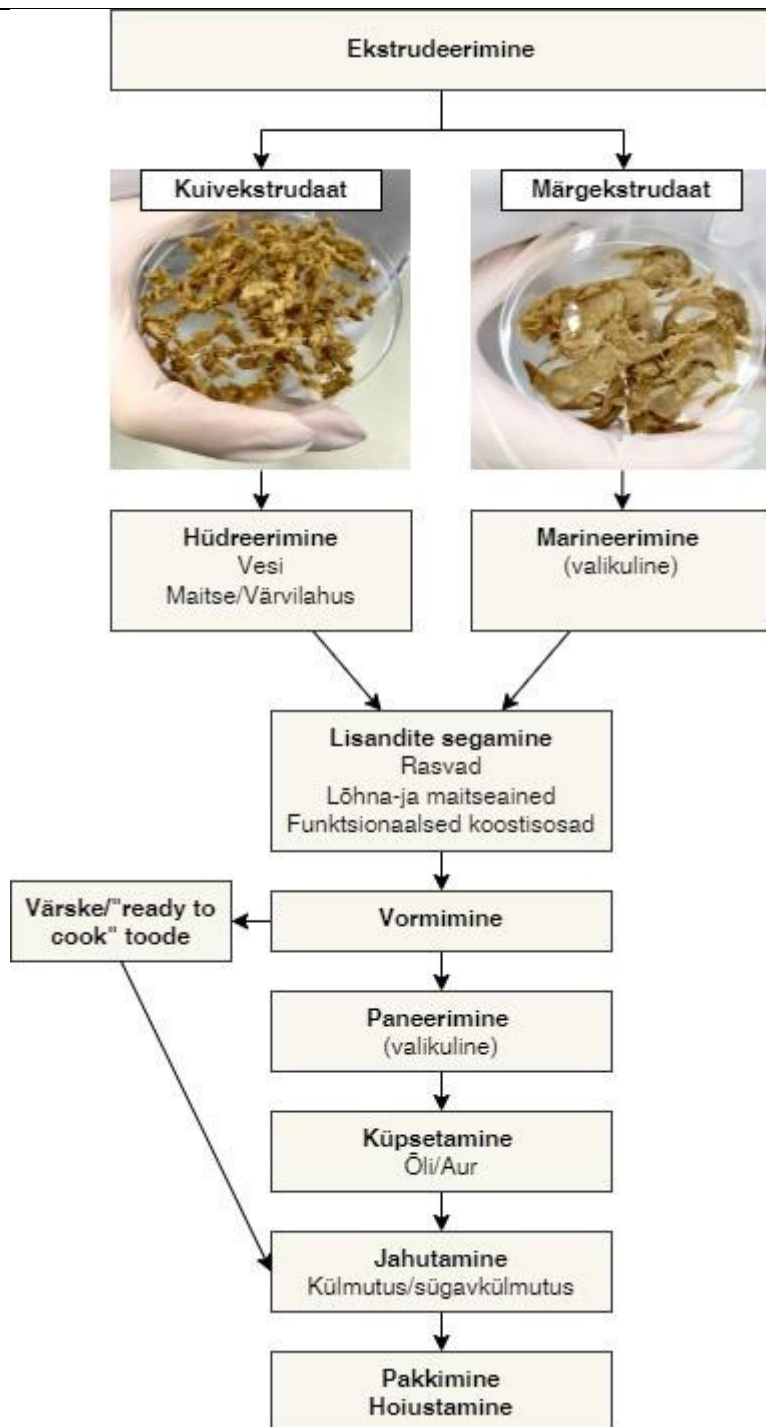 Ekstrudeerimine
Kuivekstrudaat
Märgekstrudaat
Hüdreerimine
Vesi
Maitse/Värvilahus
Marineerimine
(valikuline)
Lisandite segamine
Rasvad
Lõhna-ja maitseained
Funktsionaalsed koostisosad
Värske/"ready to
cook" toode
Vormimine
Paneerimine
(valikuline)
Küpsetamine
Õli/Aur
Jahutamine
Külmutus/sügavkülmutus
Pakkimine
Hoiustamine